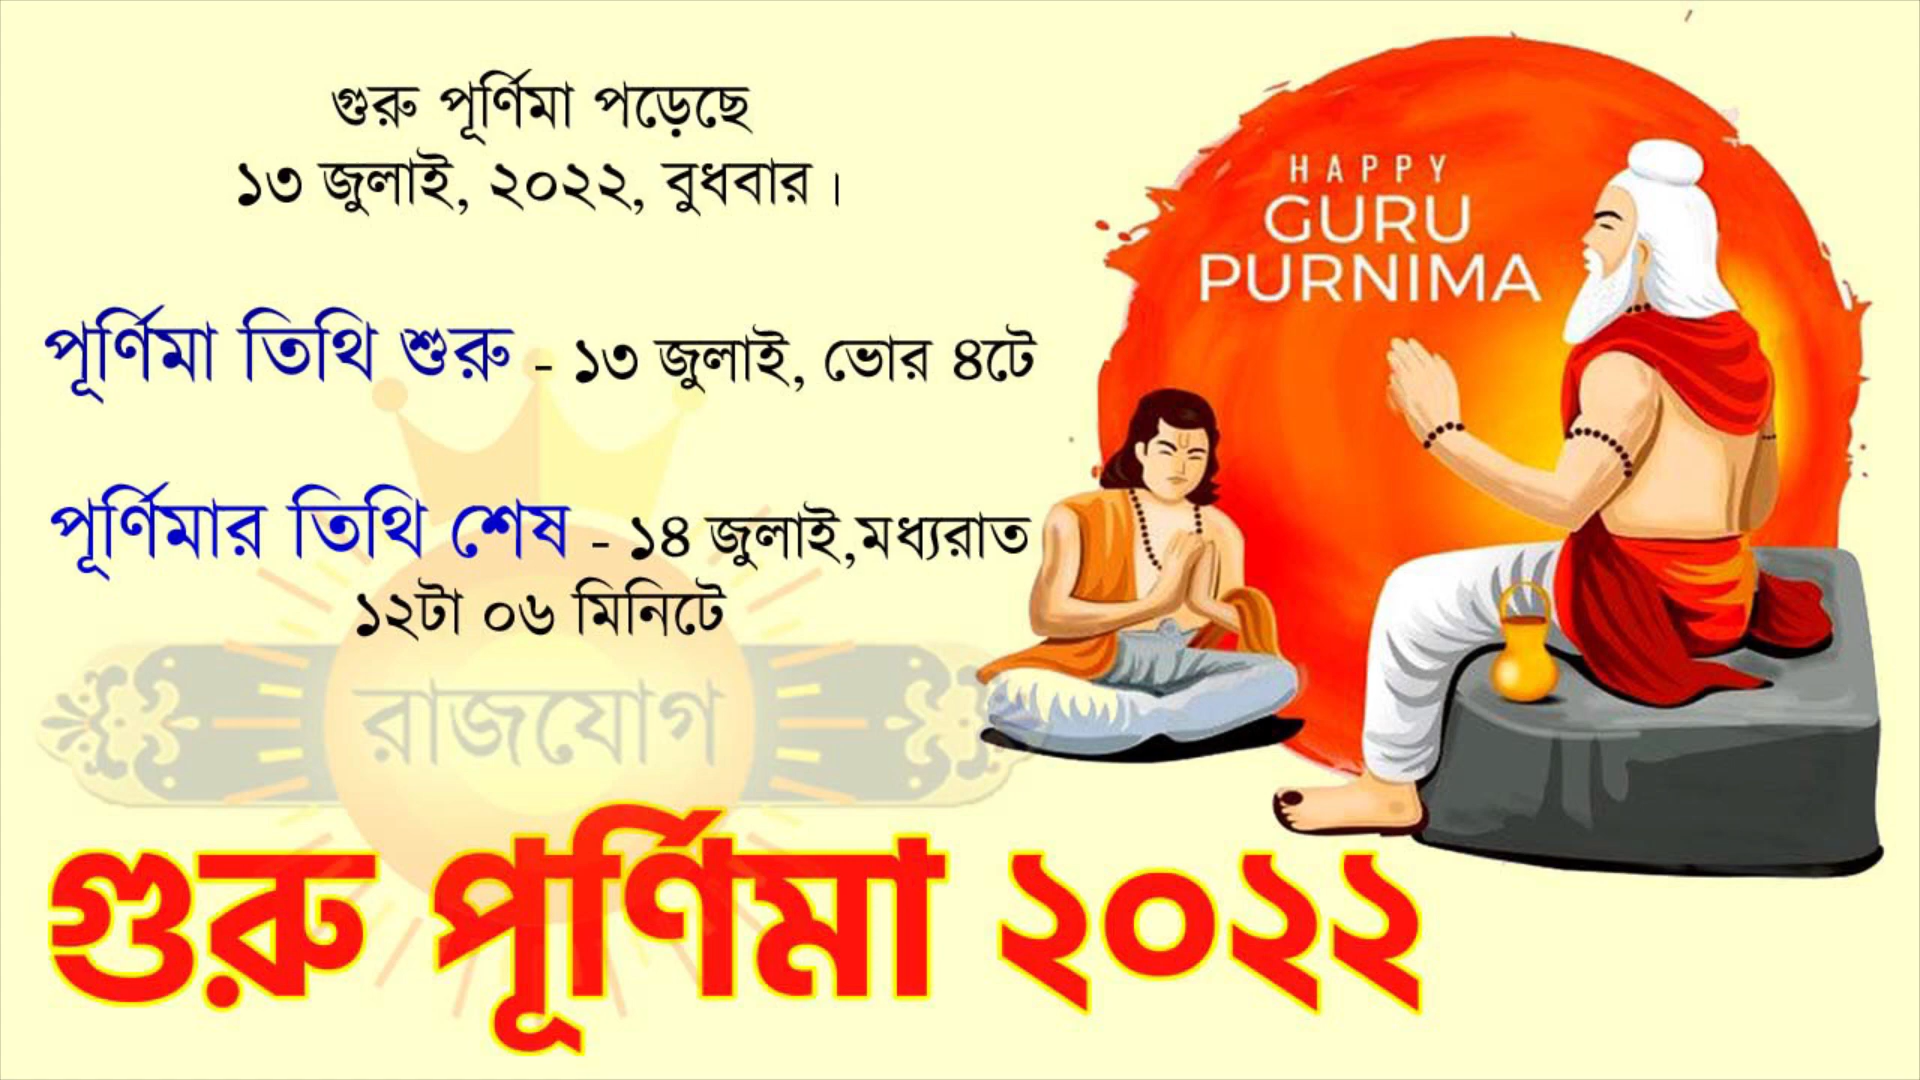 গুরু পূর্ণিমা পড়েছে
১৩ জুলাই, ২০২২, বুধবার।
পূর্ণিমা তিথি শুরু - ১৩ জুলাই, ভোর ৪টে
পূর্ণিমার তিথি শেষ - ১৪ জুলাই,মধ্যরাত
১২টা ০৬ মিনিটে
রাজযোগ
গুরু পূর্ণিমা ২০২২
HAPPY
GURU
PURNIMA